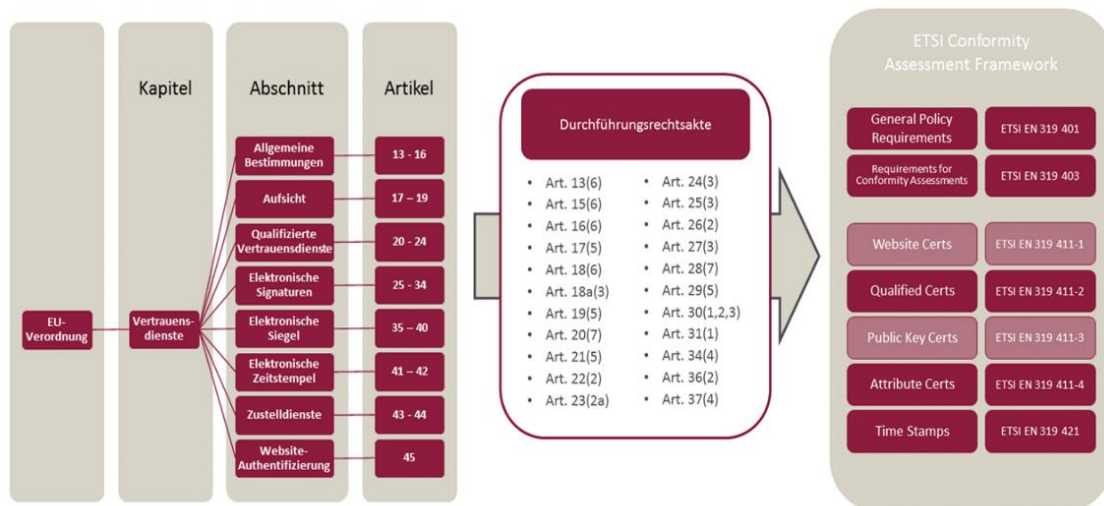 Kapitel
Abschnitt
Artikel
EU-
Verordnung
Vertrauens-
dienste
Allgemeine
Bestimmungen
13 - 16
Aufsicht
17 – 19
Qualifizierte
Vertrauensdienste
20 - 24
Elektronische
Signaturen
25 - 34
Elektronische
Siegel
35 – 40
Elektronische
Zeitstempel
41 – 42
Zustelldienste
43 - 44
Website-
Authentifizierung
45
Durchführungsrechtsakte
• Art. 13(6)
• Art. 15(6)
• Art. 16(6)
• Art. 17(5)
• Art. 18(6)
• Art. 18a(3)
• Art. 19(5)
• Art. 20(7)
• Art. 21(5)
• Art. 22(2)
• Art. 23(2a)
• Art. 24(3)
• Art. 25(3)
• Art. 26(2)
• Art. 27(3)
• Art. 28(7)
• Art. 29(5)
• Art. 30(1,2,3)
• Art. 31(1)
• Art. 34(4)
• Art. 36(2)
• Art. 37(4)
ETSI Conformity
Assessment Framework
General Policy
Requirements
ETSI EN 319 401
Requirements for
Conformity Assessments
ETSI EN 319 403
Website Certs
ETSI EN 319 411-1
Qualified Certs
ETSI EN 319 411-2
Public Key Certs
ETSI EN 319 411-3
Attribute Certs
ETSI EN 319 411-4
Time Stamps
ETSI EN 319 421